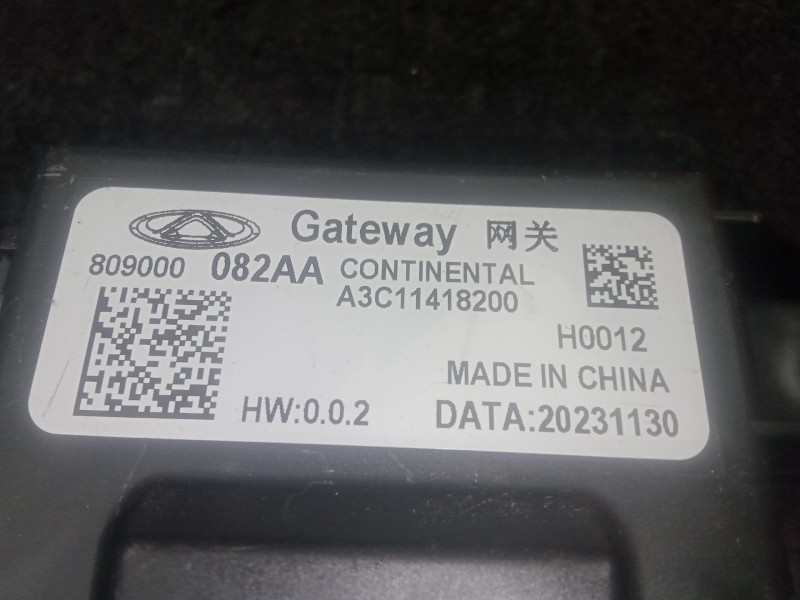 Gateway 网关
809000 082AA CONTINENTAL
A3C11418200
H0012
MADE IN CHINA
HW:0.0.2 DATA:20231130